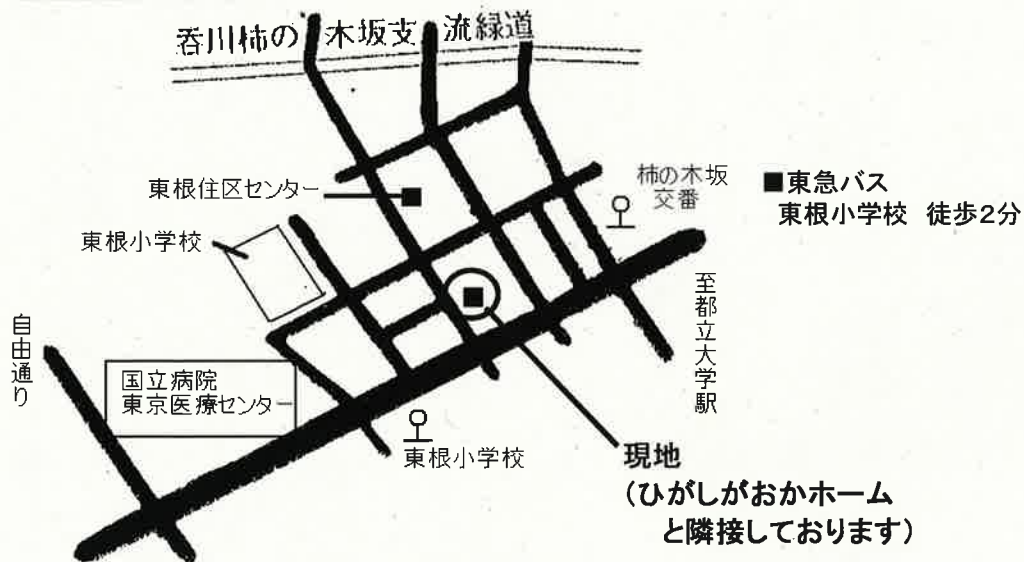 呑川柿の木坂支流緑道
東根住区センター
東根小学校
柿の木坂
交番
■東急バス
東根小学校 徒歩2分
自由通り
国立病院
東京医療センター
至都立大学駅
東根小学校
現地
(ひがしがおかホーム
と隣接しております)